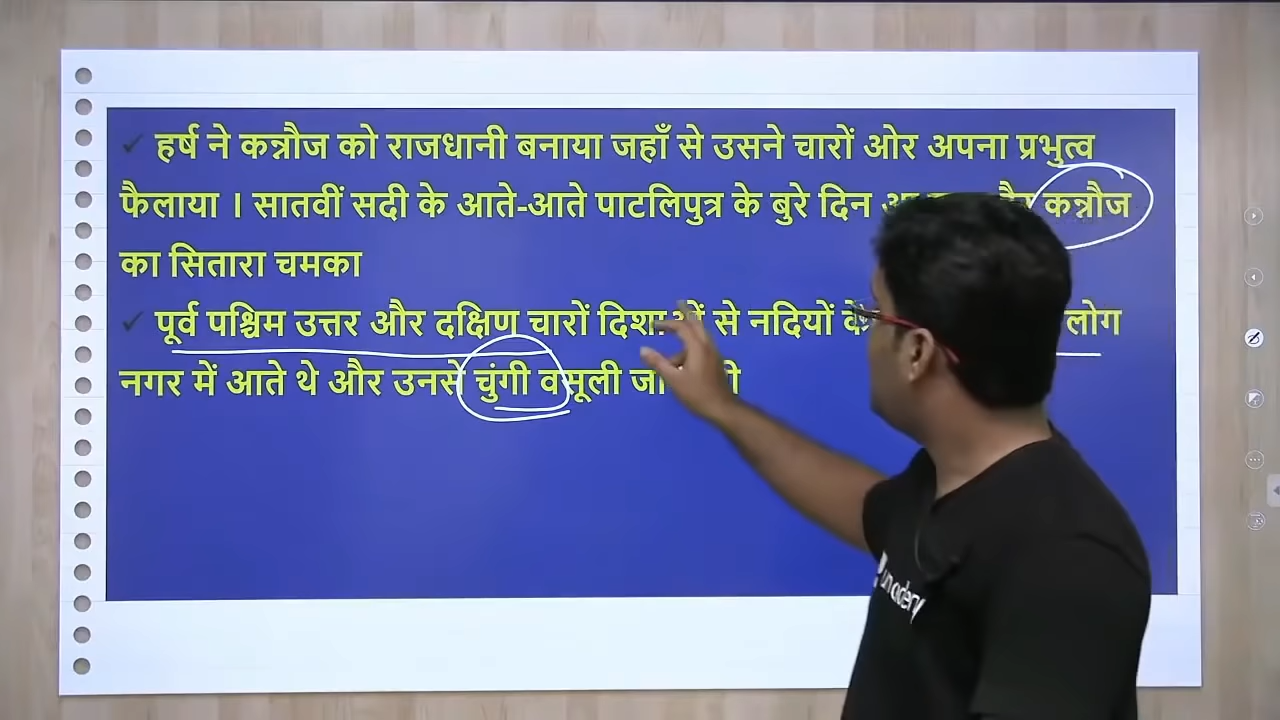 हर्ष ने कन्नौज को राजधानी बनाया जहाँ से उसने चारों ओर अपना प्रभुत्व
फैलाया । सातवीं सदी के आते-आते पाटलिपुत्र के बुरे दिन कन्नौज
का सितारा चमका
पूर्व पश्चिम उत्तर और दक्षिण चारों दिशाओं से नदियों के लोग
नगर में आते थे और उनसे चुंगी वसूली